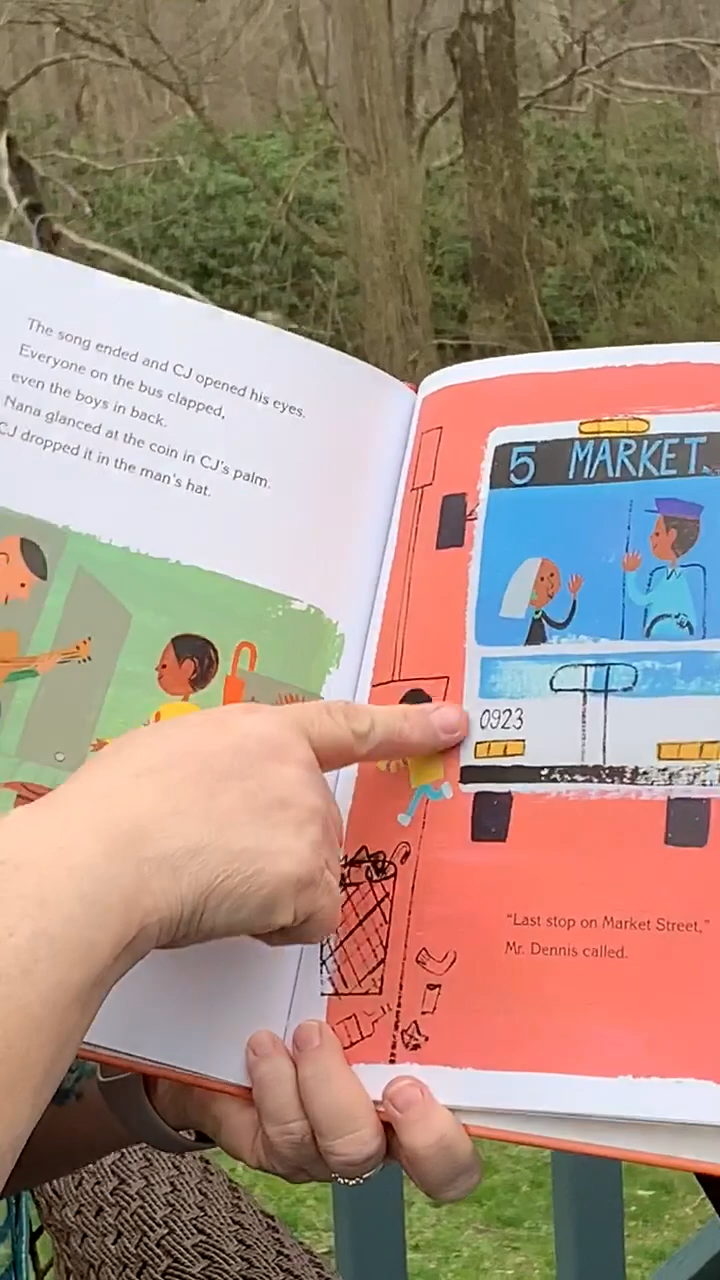 The song ended and CJ opened his eyes.
Everyone on the bus clapped,
even the boys in back.
Nana glanced at the coin in CJ's palm.
CJ dropped it in the man's hat.
5 MARKET
0923
"Last stop on Market Street,"
Mr. Dennis called.